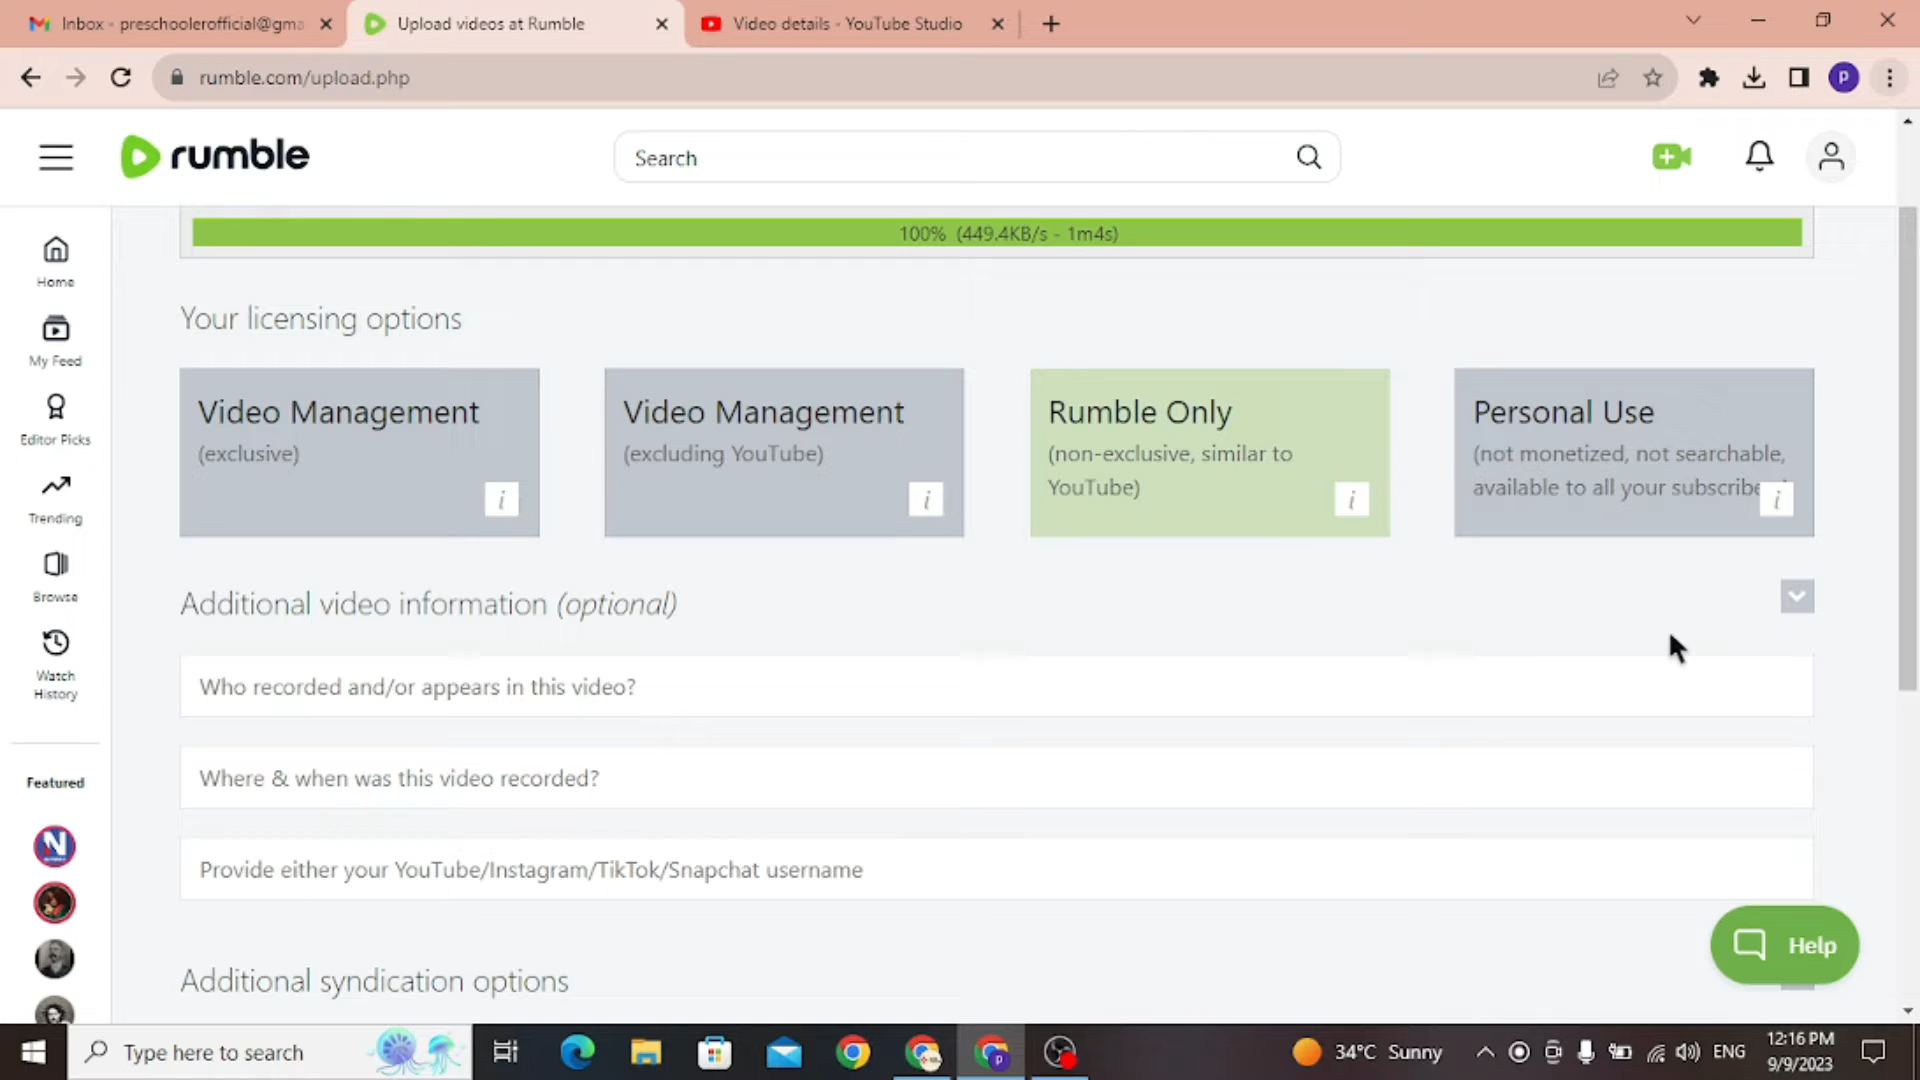 Inbox - preschoolerofficial@gma
Upload videos at Rumble
Video details - YouTube Studio
rumble.com/upload.php
P
rumble
Search
100% (449.4KB/s - 1m4s)
Home
My Feed
Editor Picks
Trending
Browse
Watch
History
Featured
N
Your licensing options
Video Management
(exclusive)
i
Video Management
(excluding YouTube)
i
Rumble Only
(non-exclusive, similar to
YouTube)
i
Personal Use
(not monetized, not searchable,
available to all your subscribe
i
Additional video information (optional)
Who recorded and/or appears in this video?
Where & when was this video recorded?
Provide either your YouTube/Instagram/TikTok/Snapchat username
Additional syndication options
Help
Type here to search
34°C Sunny
ENG
12:16 PM
9/9/2023